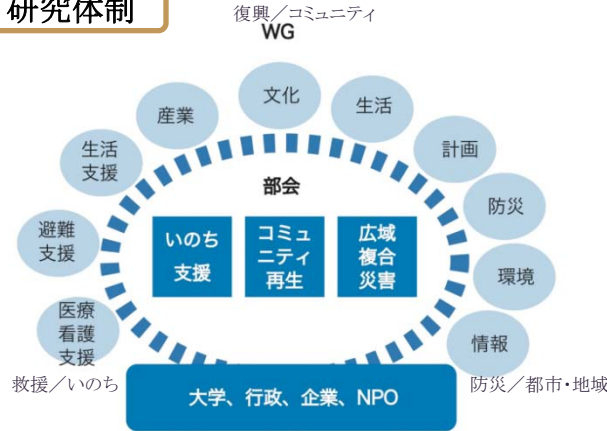 研究体制
復興／コミュニティ
WG
文化
産業
生活
生活
支援
計画
部会
防災
避難
支援
いのち
支援
コミュ
ニティ
再生
広域
複合
災害
環境
医療
看護
支援
情報
救援／いのち
防災／都市・地域
大学、行政、企業、NPO